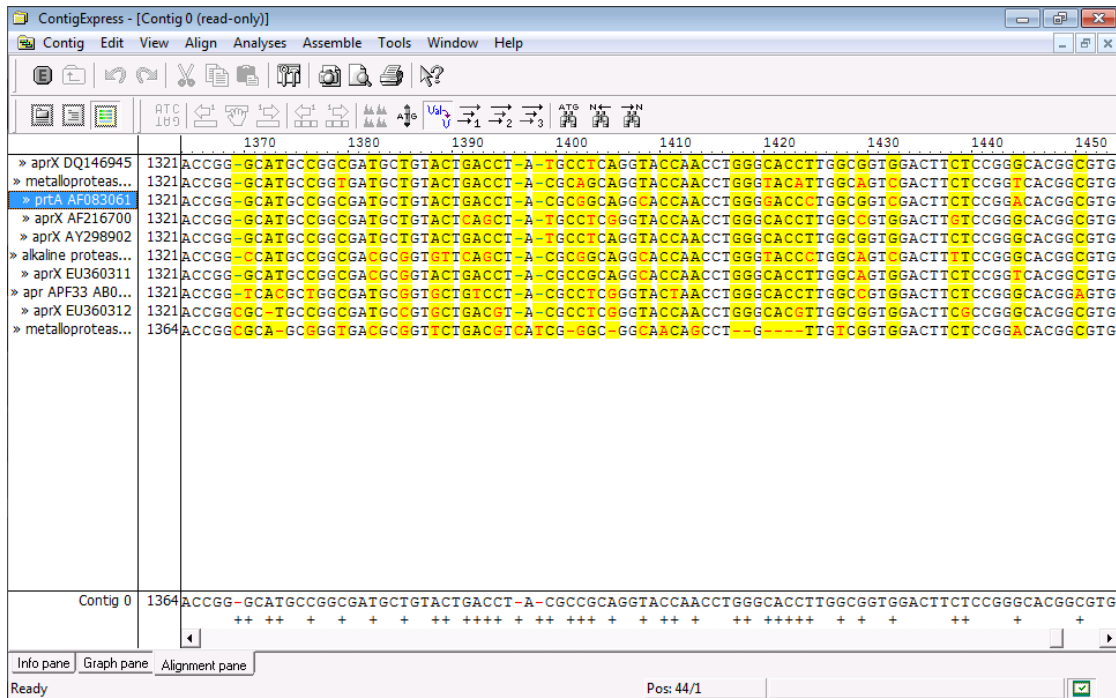 ContigExpress - [Contig 0 (read-only)]
Contig Edit View Align Analyses Assemble Tools Window Help
1370 1380 1390 1400 1410 1420 1430 1440 1450
» aprX DQ146945 1321 ACCGG-GCATGCCGGCGATGCTGTACTGACCT-A-TGCCTCAGGTACCAACCTGGGCACCTTGGCGGTGGACTTCTCCGGGCACGGCGTG
» metalloproteas... 1321 ACCGG-GCATGCCGGTGATGCTGTACTGACCT-A-CGCAGCAGGTACCAACCTGGGTACATTGGCAGTCGACTTCTCCGGTCACGGCGTG
» prtA AF083061 1321 ACCGG-GCATGCCGGCGATGCTGTACTGACCT-A-CGCGGCAGGCACCAACCTGGGGACCCTGGCGGTCGACTTCTCCGGACACGGCGTG
» aprX AF216700 1321 ACCGG-GCATGCCGGCGATGCTGTACTCAGCT-A-TGCCTCGGGTACCAACCTGGGCACCTTGGCCGTGGACTTGTCCGGGCACGGCGTG
» aprX AY298902 1321 ACCGG-GCATGCCGGCGATGCTGTACTGACCT-A-TGCCTCAGGTACCAACCTGGGCACCTTGGCGGTGGACTTCTCCGGGCACGGCGTG
» alkaline proteas... 1321 ACCGG-CCATGCCGGCGACGCGGTGTTCAGCT-A-CGCGGCAGGCACCAACCTGGGTACCCTGGCAGTCGACTTTTCCGGGCACGGCGTG
» aprX EU360311 1321 ACCGG-GCATGCCGGCGACGCGGTACTGACCT-A-CGCCGCAGGCACCAACCTGGGCACCTTGGCAGTGGACTTCTCCGGTCACGGCGTG
» apr APF33 AB0... 1321 ACCGG-TCACGCTGGCGATGCGGTGCTGTCCT-A-CGCCTCGGGTACTAACCTGGGCACCTTGGCCGTGGACTTCTCCGGGCACGGAGTG
» aprX EU360312 1321 ACCGGCGC-TGCCGGCGATGCCGTGCTGACGT-A-CGCCTCGGGTACCAACCTGGGCACGTTGGCGGTGGACTTCGCCGGGCACGGCGTG
» metalloproteas... 1364 ACCGGCGCA-GCGGGTGACGCGGTTCTGACGTCATCG-GGC-GGCAACAGCCT--G----TTGTCGGTGGACTTCTCCGGACACGGCGTG
Contig 0 1364 ACCGG-GCATGCCGGCGATGCTGTACTGACCT-A-CGCCGCAGGTACCAACCTGGGCACCTTGGCGGTGGACTTCTCCGGGCACGGCGTG
++ ++ + + + + ++ ++++ + ++ +++ + + ++ + ++ +++++ + + + ++ + +
Info pane Graph pane Alignment pane
Ready Pos: 44/1